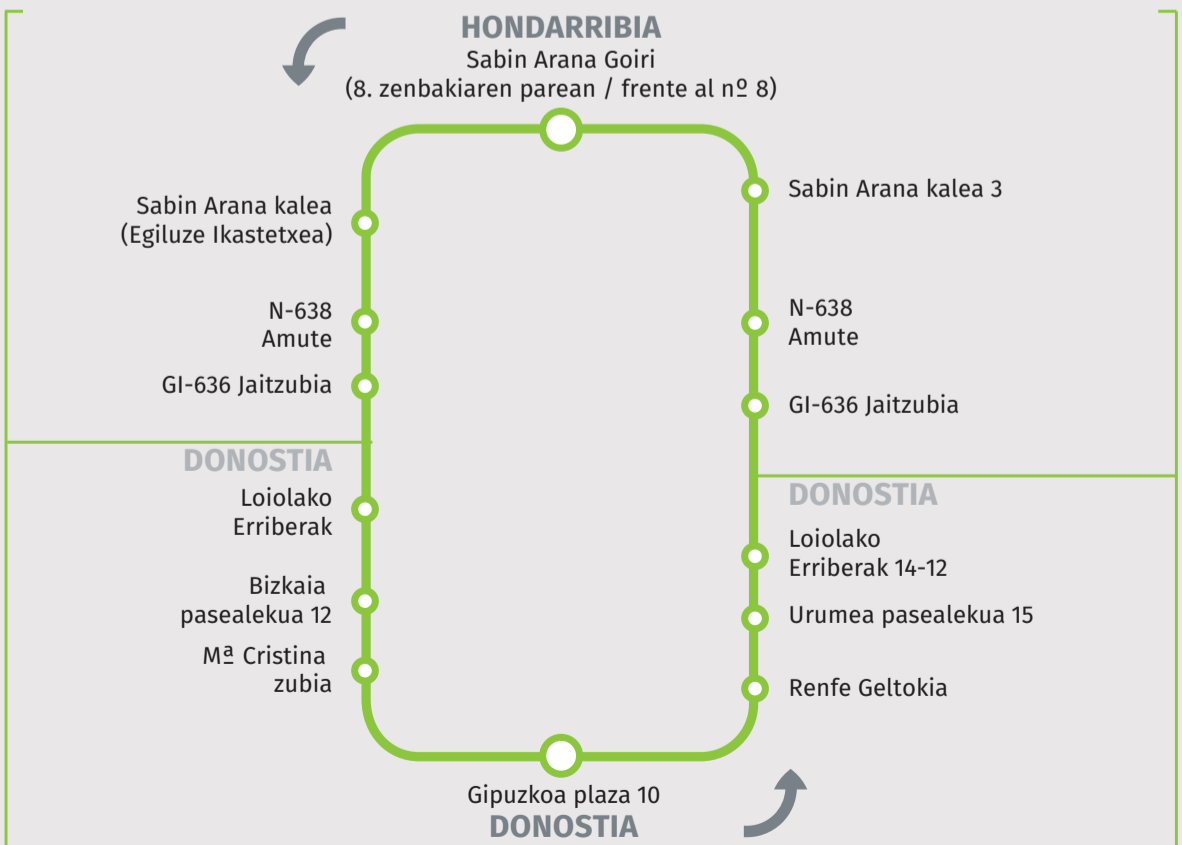 HONDARRIBIA
Sabin Arana Goiri
(8. zenbakiaren parean / frente al nº 8)
Sabin Arana kalea
(Egiluze Ikastetxea)
N-638
Amute
GI-636 Jaitzubia
DONOSTIA
Loiolako
Erriberak
Bizkaia
pasealekua 12
Mª Cristina
zubia
Sabin Arana kalea 3
N-638
Amute
GI-636 Jaitzubia
DONOSTIA
Loiolako
Erriberak 14-12
Urumea pasealekua 15
Renfe Geltokia
Gipuzkoa plaza 10
DONOSTIA